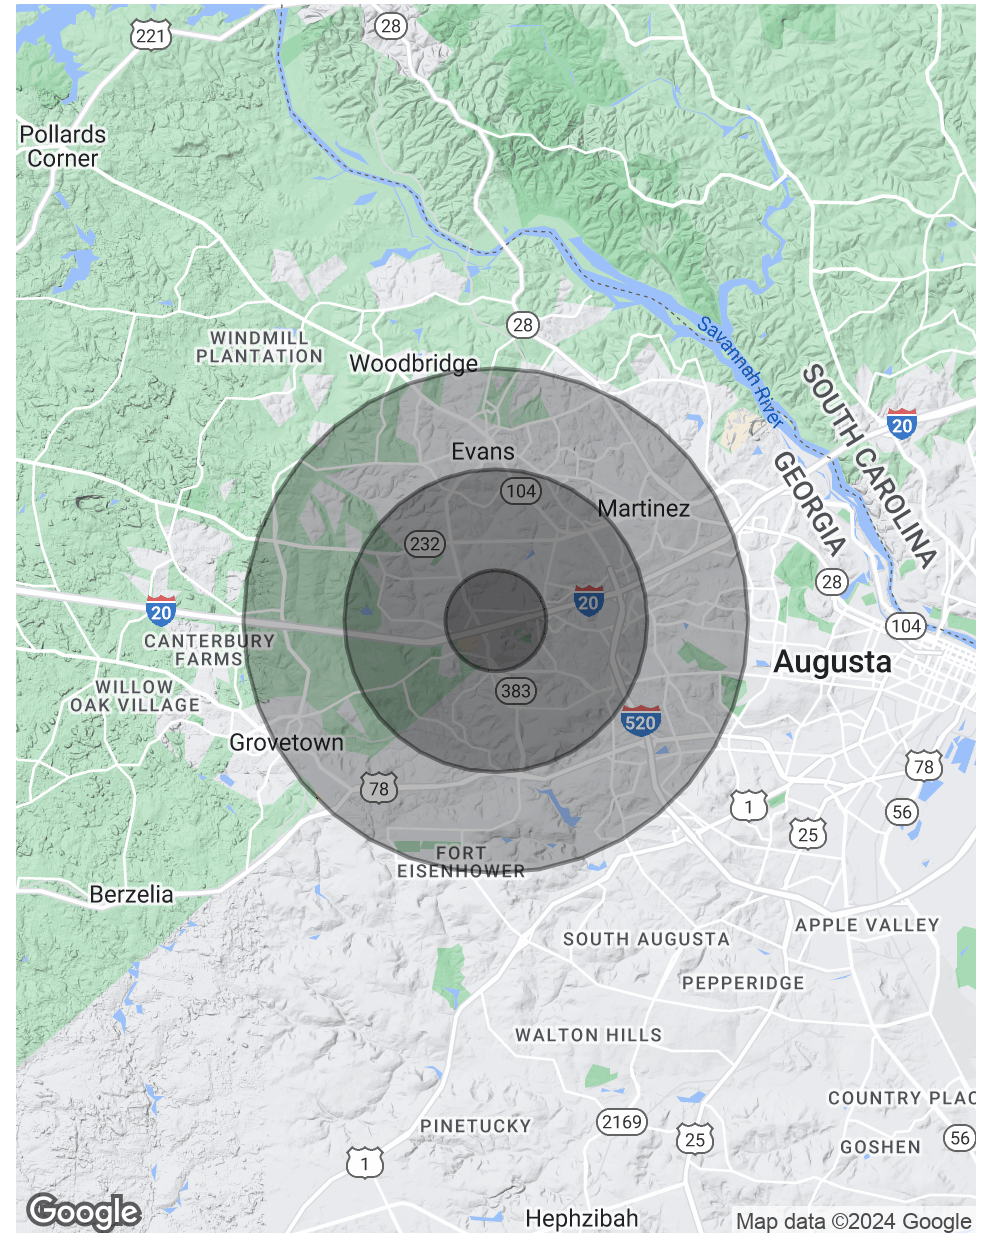 221
28
Pollards
Corner
28
WINDMILL
PLANTATION
Woodbridge
Savannah River
SOUTH CAROLINA
20
Evans
GEORGIA
104
Martinez
232
28
20
20
104
CANTERBURY
FARMS
Augusta
WILLOW
OAK VILLAGE
383
520
Grovetown
78
78
1
56
25
FORT
EISENHOWER
Berzelia
APPLE VALLEY
SOUTH AUGUSTA
PEPPERIDGE
WALTON HILLS
COUNTRY PLAC
2169
PINETUCKY
25
56
GOSHEN
1
Google
Hephzibah
Map data ©2024 Google